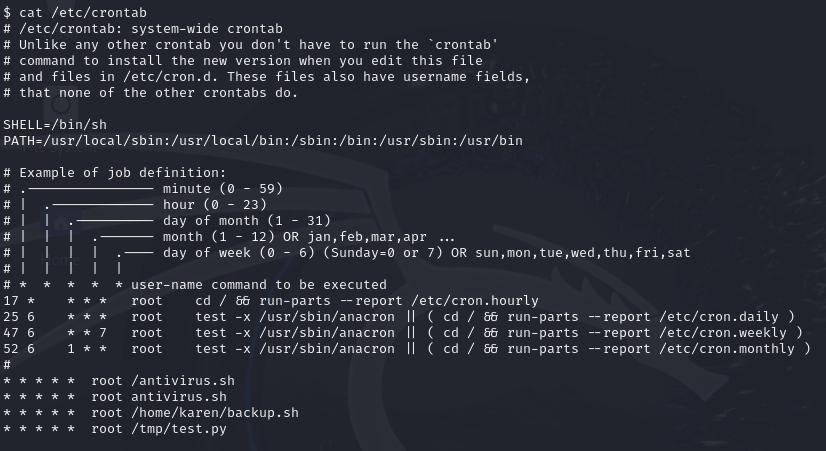 $ cat /etc/crontab
# /etc/crontab: system-wide crontab
# Unlike any other crontab you don't have to run the `crontab'
# command to install the new version when you edit this file
# and files in /etc/cron.d. These files also have username fields,
# that none of the other crontabs do.

SHELL=/bin/sh
PATH=/usr/local/sbin:/usr/local/bin:/sbin:/bin:/usr/sbin:/usr/bin

# Example of job definition:
# .---------------- minute (0 - 59)
# |  .------------- hour (0 - 23)
# |  |  .---------- day of month (1 - 31)
# |  |  |  .------- month (1 - 12) OR jan,feb,mar,apr ...
# |  |  |  |  .---- day of week (0 - 6) (Sunday=0 or 7) OR sun,mon,tue,wed,thu,fri,sat
# |  |  |  |  |
# *  *  *  *  * user-name command to be executed
17 *    * * *   root    cd / && run-parts --report /etc/cron.hourly
25 6    * * *   root    test -x /usr/sbin/anacron || ( cd / && run-parts --report /etc/cron.daily )
47 6    * * 7   root    test -x /usr/sbin/anacron || ( cd / && run-parts --report /etc/cron.weekly )
52 6    1 * *   root    test -x /usr/sbin/anacron || ( cd / && run-parts --report /etc/cron.monthly )
#
* * * * *  root /antivirus.sh
* * * * *  root antivirus.sh
* * * * *  root /home/karen/backup.sh
* * * * *  root /tmp/test.py